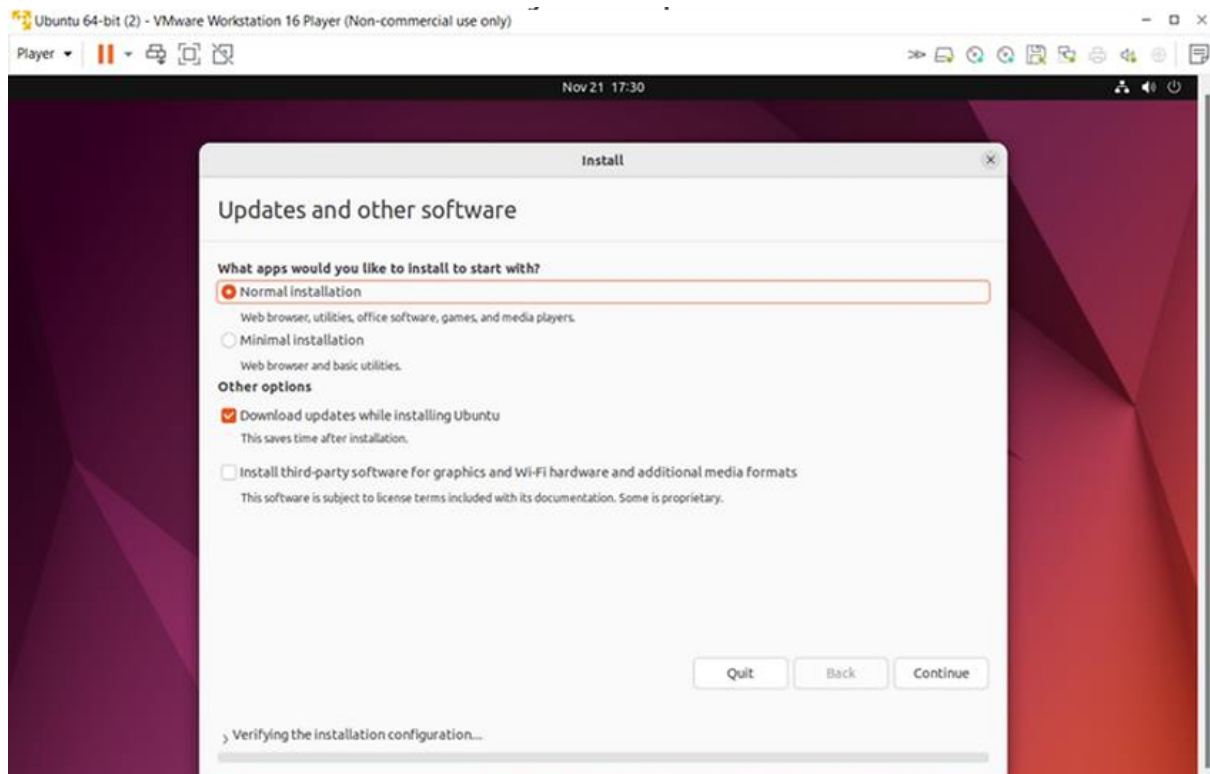 Ubuntu 64-bit (2) - VMware Workstation 16 Player (Non-commercial use only)
Player
Nov 21 17:30
Install
Updates and other software
What apps would you like to install to start with?
Normal installation
Web browser, utilities, office software, games, and media players.
Minimal installation
Web browser and basic utilities.
Other options
Download updates while installing Ubuntu
This saves time after installation.
Install third-party software for graphics and Wi-Fi hardware and additional media formats
This software is subject to license terms included with its documentation. Some is proprietary.
Quit Back Continue
Verifying the installation configuration...